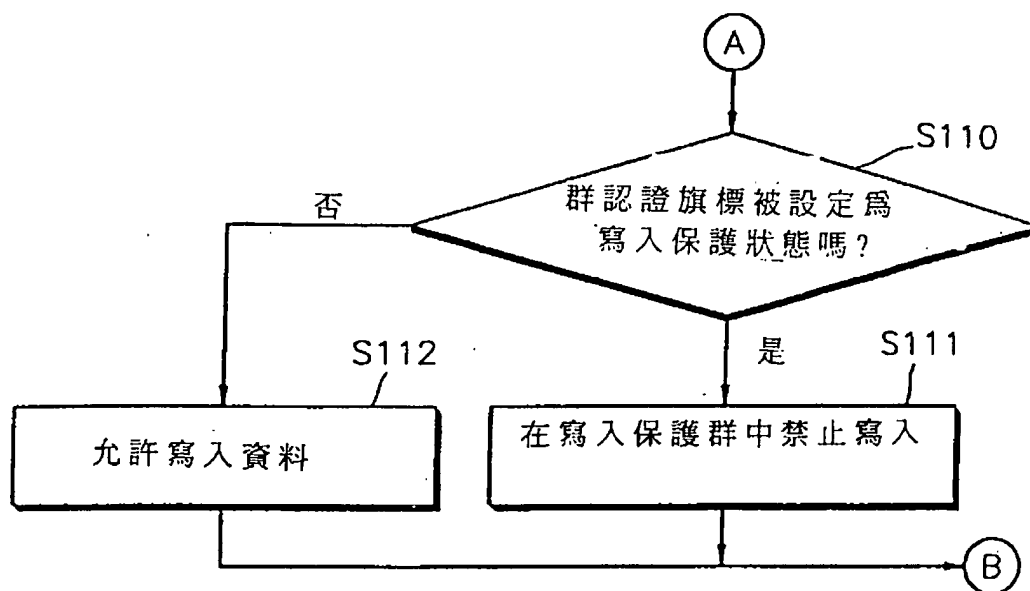 A
S110
群認證旗標被設定爲
寫入保護狀態嗎?
否
是
S112
S111
允許寫入資料
在寫入保護群中禁止寫入
B